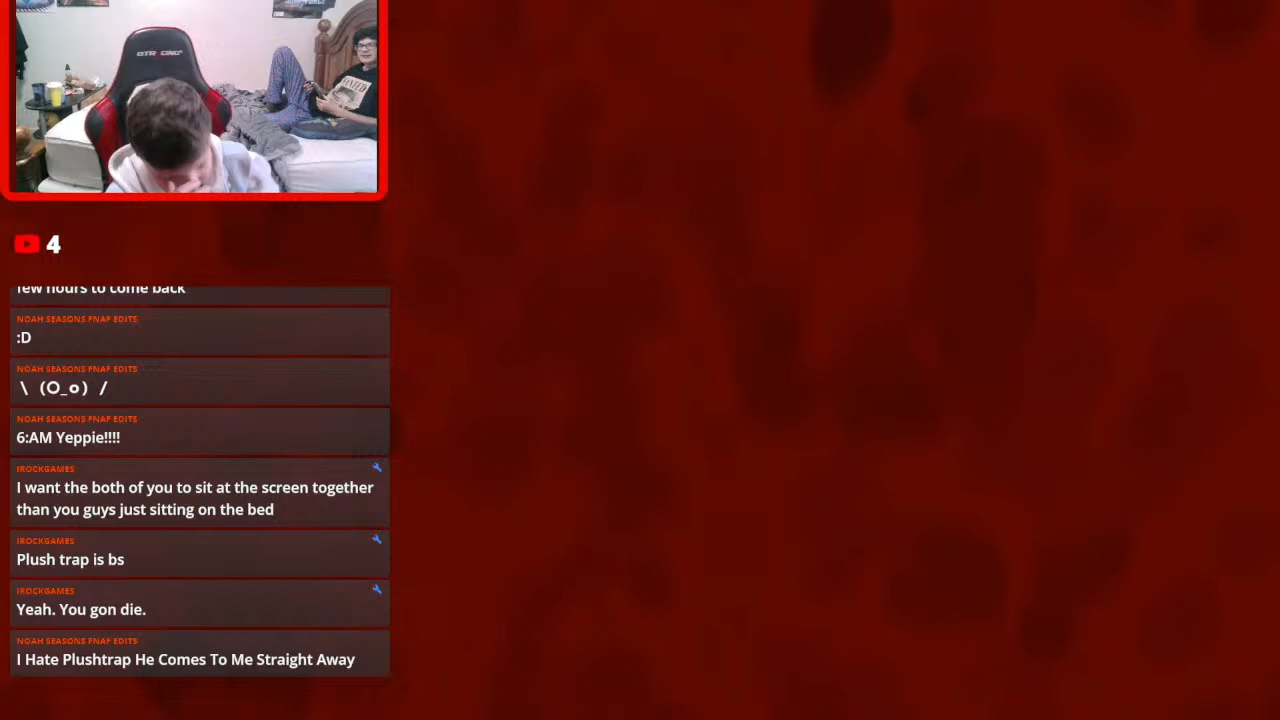 GTRACING
WANTED
4
few hours to come back
NOAH SEASONS FNAF EDITS
:D
NOAH SEASONS FNAF EDITS
\ (O_o) /
NOAH SEASONS FNAF EDITS
6:AM Yeppie!!!!
IROCKGAMES
I want the both of you to sit at the screen together
than you guys just sitting on the bed
IROCKGAMES
Plush trap is bs
IROCKGAMES
Yeah. You gon die.
NOAH SEASONS FNAF EDITS
I Hate Plushtrap He Comes To Me Straight Away